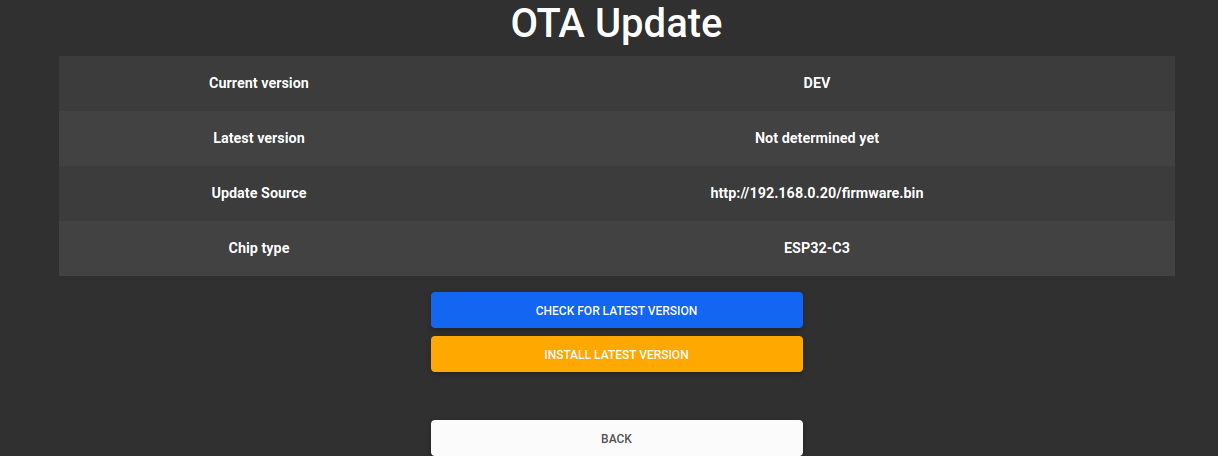 OTA Update
Current version DEV
Latest version Not determined yet
Update Source http://192.168.0.20/firmware.bin
Chip type ESP32-C3
CHECK FOR LATEST VERSION
INSTALL LATEST VERSION
BACK